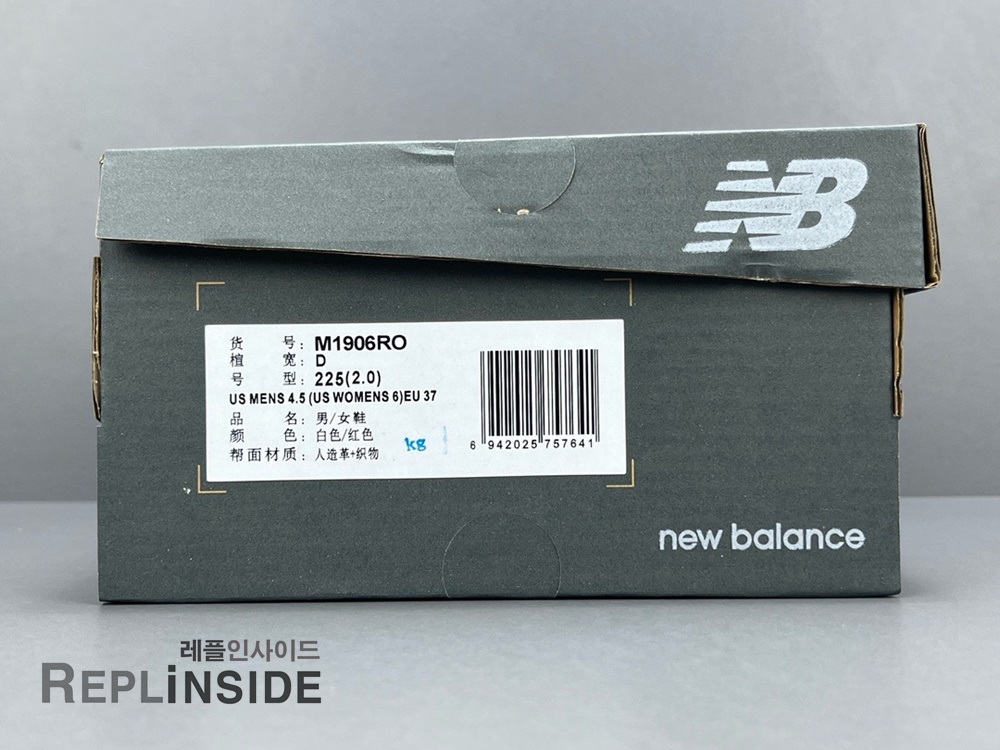 NB
货 号: M1906RO
楦 宽: D
号 型: 225(2.0)
US MENS 4.5 (US WOMENS 6)EU 37
品 名: 男/女鞋
颜 色: 白色/红色
kg
帮面材质: 人造革+织物
6 942025 757641
new balance
레플인사이드
REPLiNSIDE